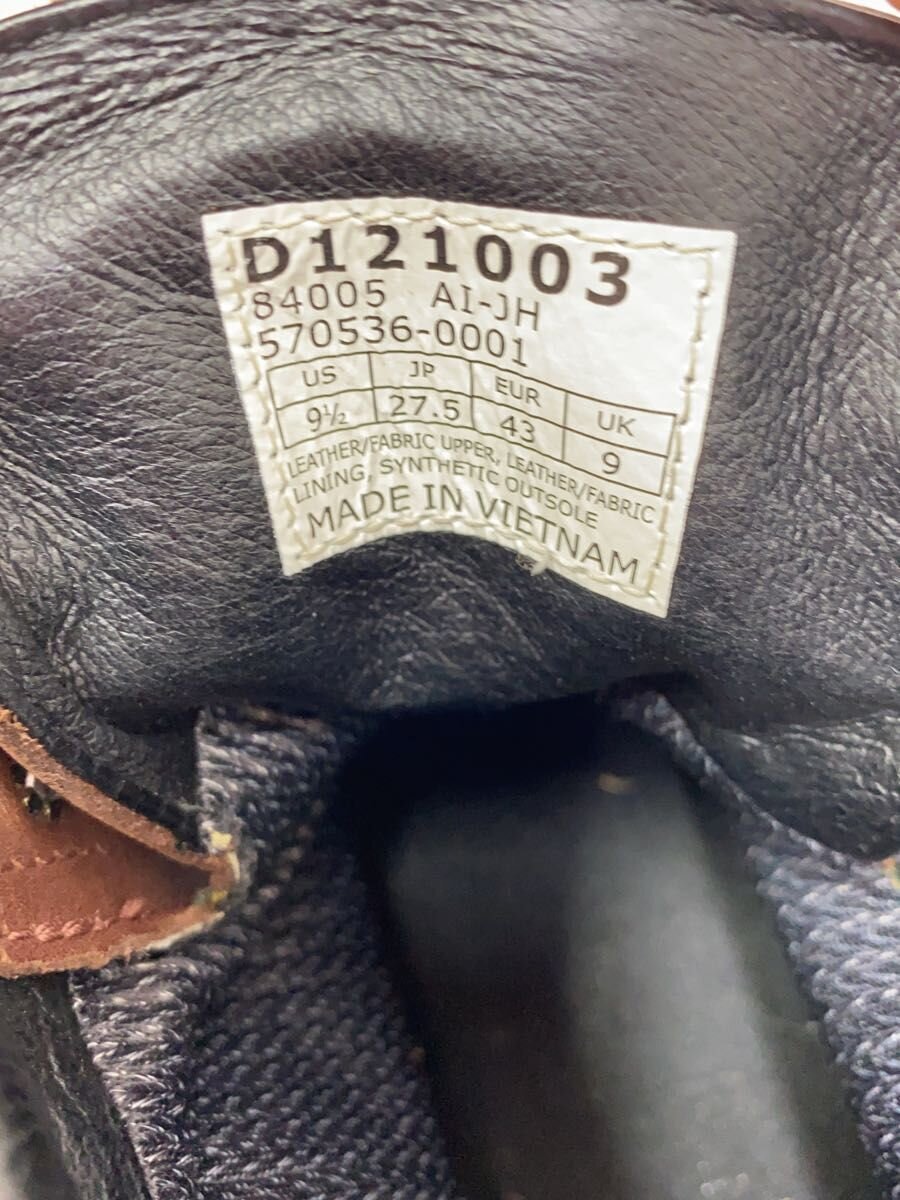 D121003
84005 AI-JH
570536-0001
US JP EUR UK
9½ 27.5 43 9
LEATHER/FABRIC UPPER, LEATHER/FABRIC
LINING, SYNTHETIC OUTSOLE
MADE IN VIETNAM